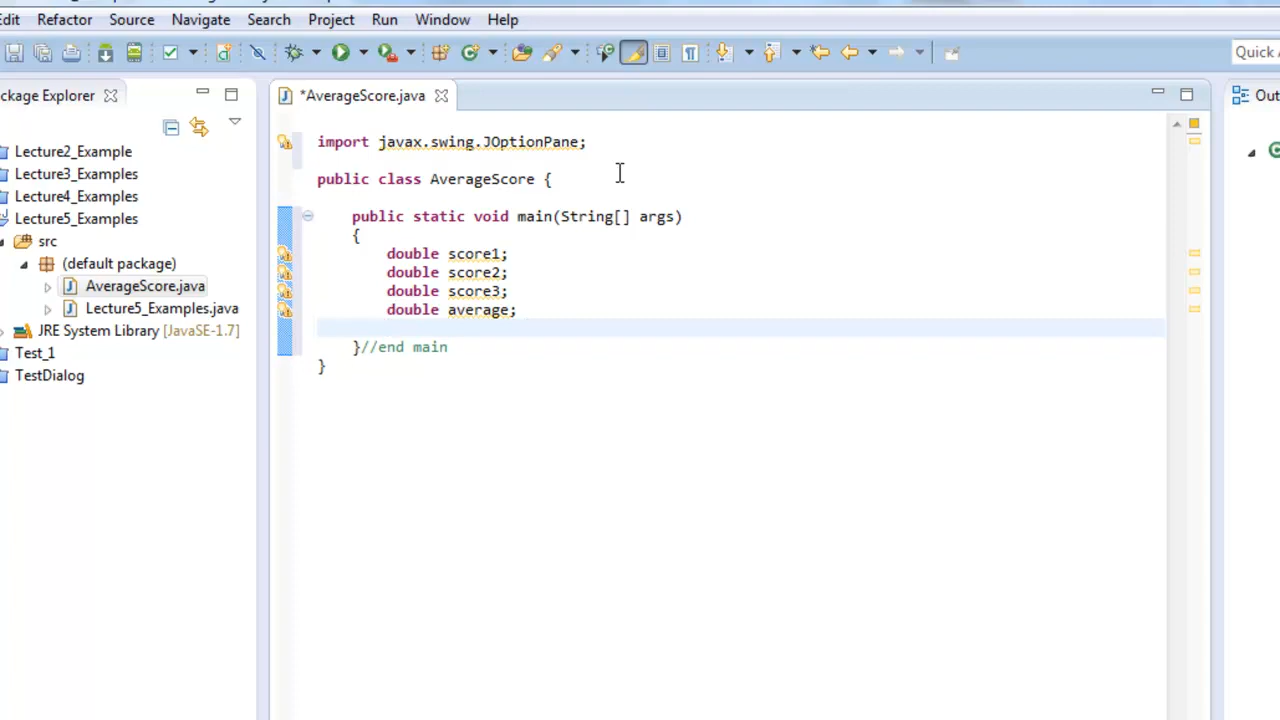 Edit Refactor Source Navigate Search Project Run Window Help
Quick
ckage Explorer
*AverageScore.java
Out
Lecture2_Example
Lecture3_Example
Lecture4_Example
Lecture5_Examples
src
(default package)
AverageScore.java
Lecture5_Examples.java
JRE System Library [JavaSE-1.7]
Test_1
TestDialog
import javax.swing.JOptionPane;
public class AverageScore {
public static void main(String[] args)
{
double score1;
double score2;
double score3;
double average;
}//end main
}